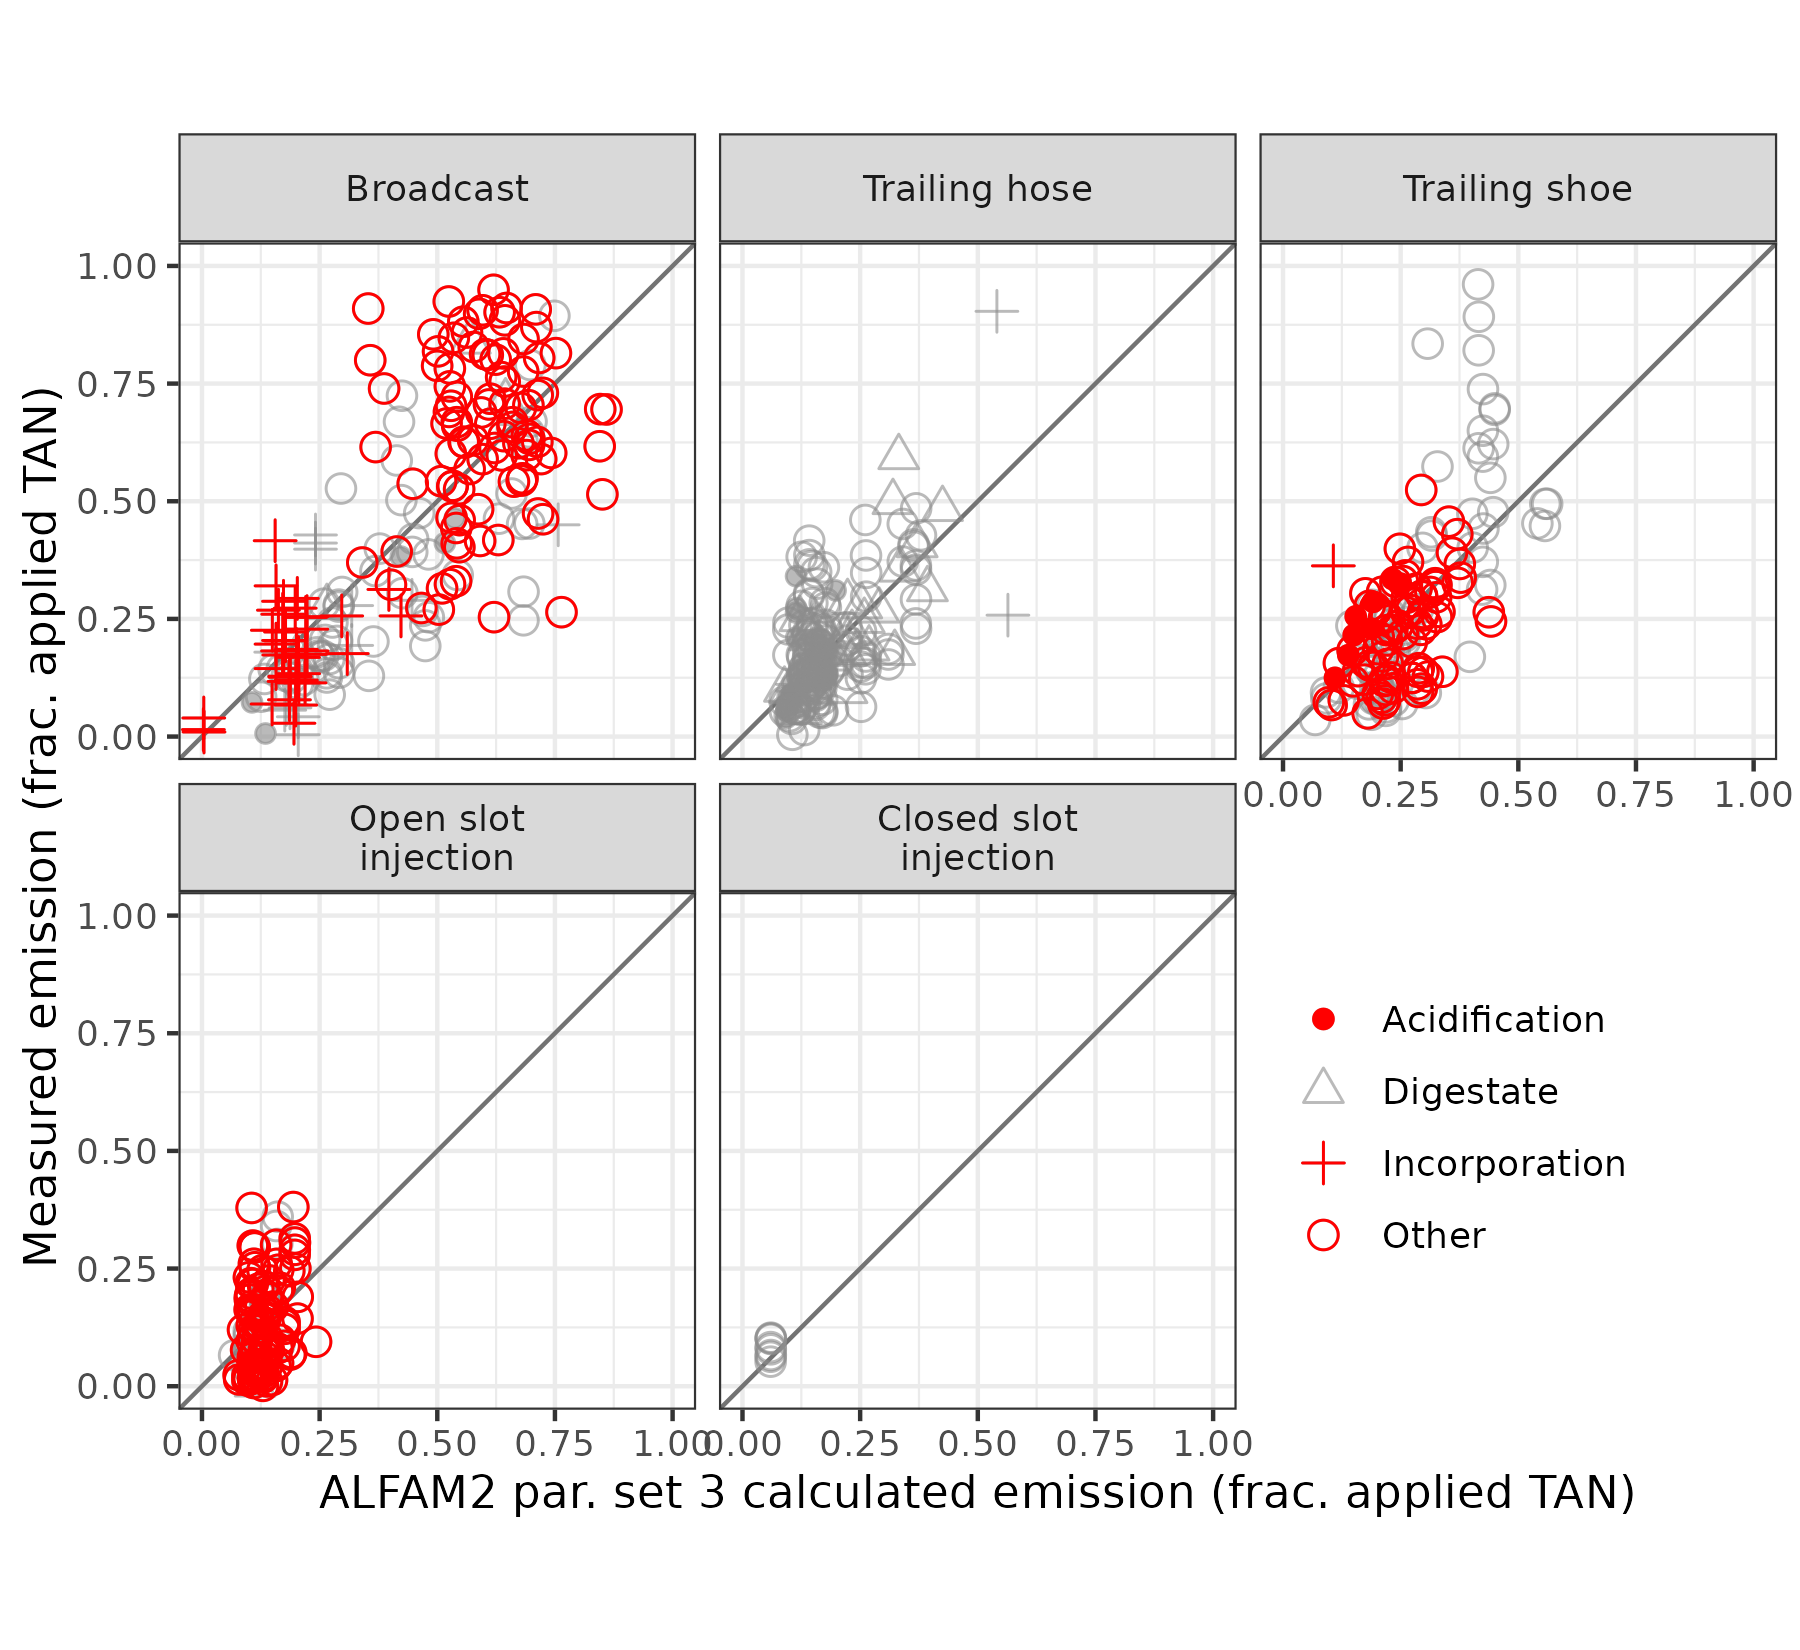 Broadcast
Trailing hose
Trailing shoe
1.00
0.75
0.50
0.25
0.00
0.00 0.25 0.50 0.75 1.00
Open slot
injection
Closed slot
injection
1.00
0.75
0.50
0.25
0.00
0.00 0.25 0.50 0.75 1.00
0.00 0.25 0.50 0.75 1.00
Measured emission (frac. applied TAN)
ALFAM2 par. set 3 calculated emission (frac. applied TAN)
Acidification
Digestate
Incorporation
Other